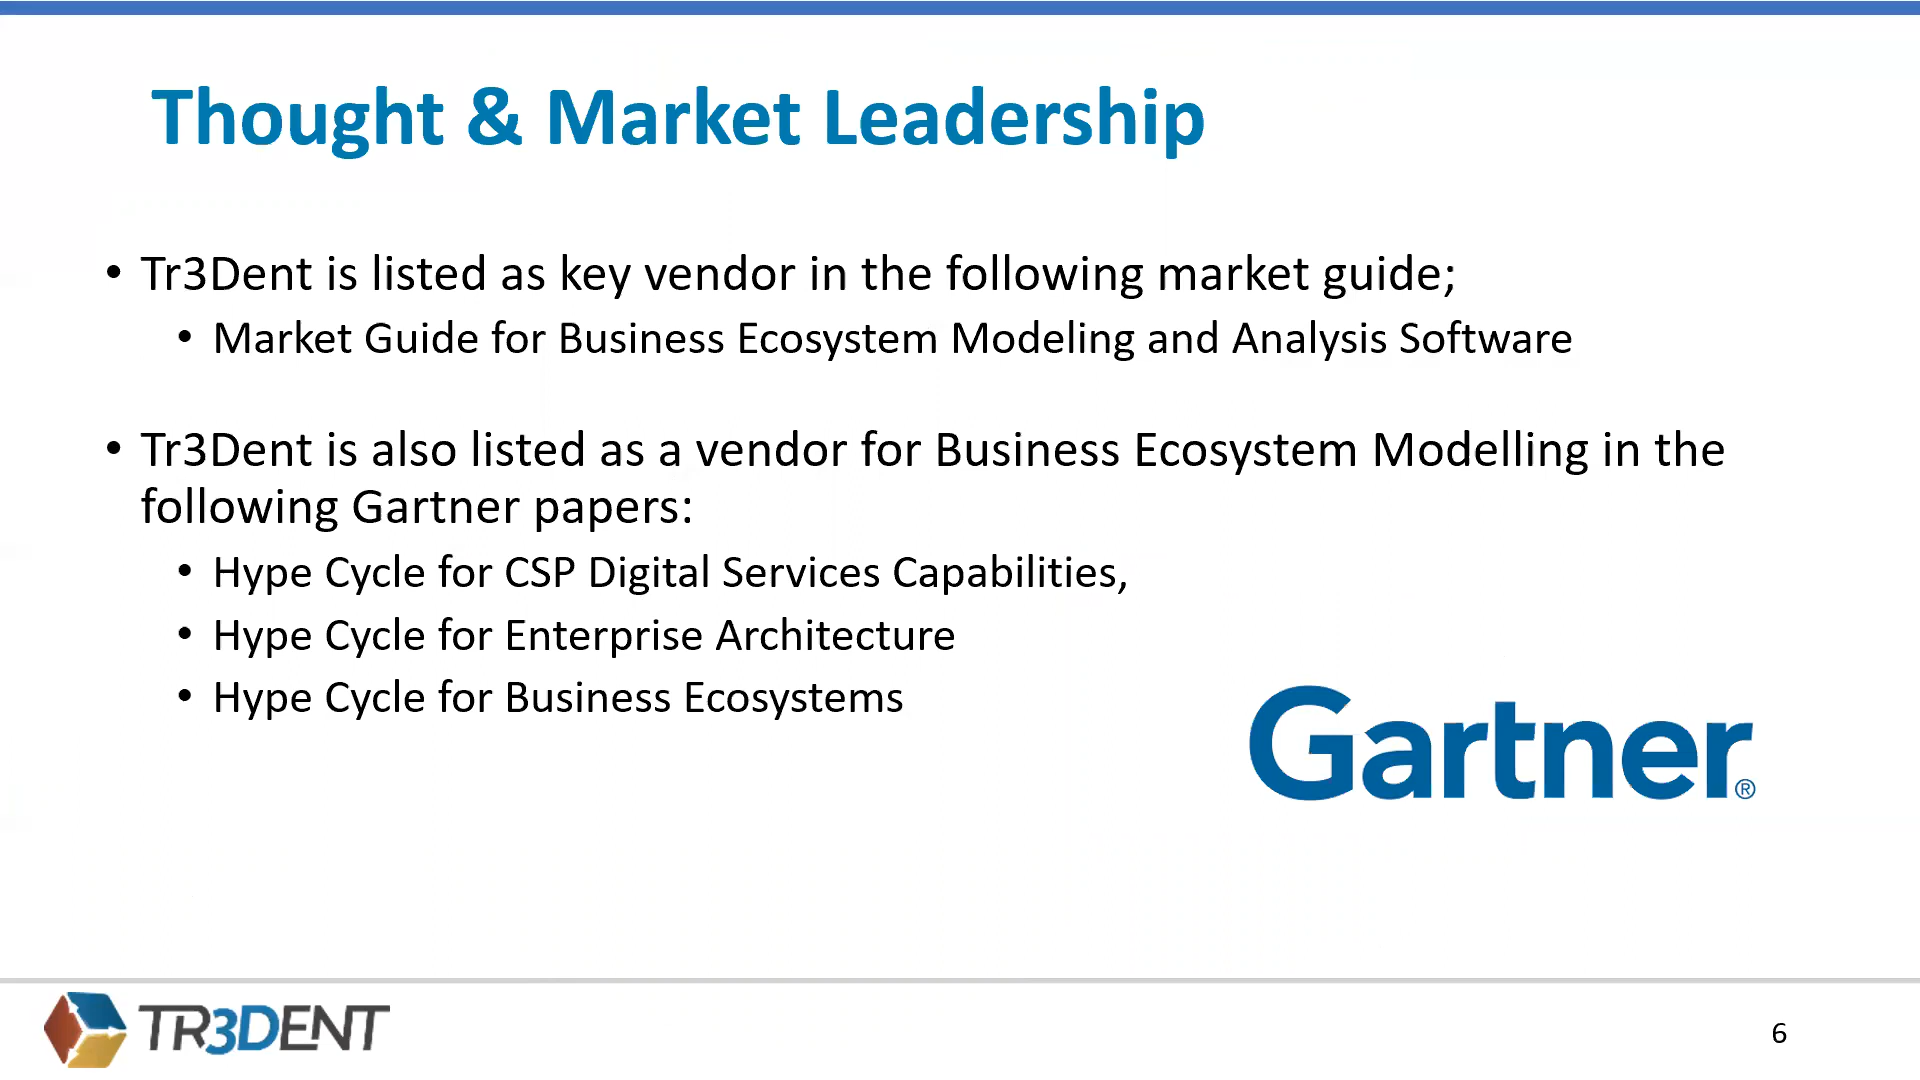 Thought & Market Leadership
• Tr3Dent is listed as key vendor in the following market guide;
• Market Guide for Business Ecosystem Modeling and Analysis Software
• Tr3Dent is also listed as a vendor for Business Ecosystem Modelling in the
following Gartner papers:
• Hype Cycle for CSP Digital Services Capabilities,
• Hype Cycle for Enterprise Architecture
• Hype Cycle for Business Ecosystems
Gartner®
TR3DENT
6